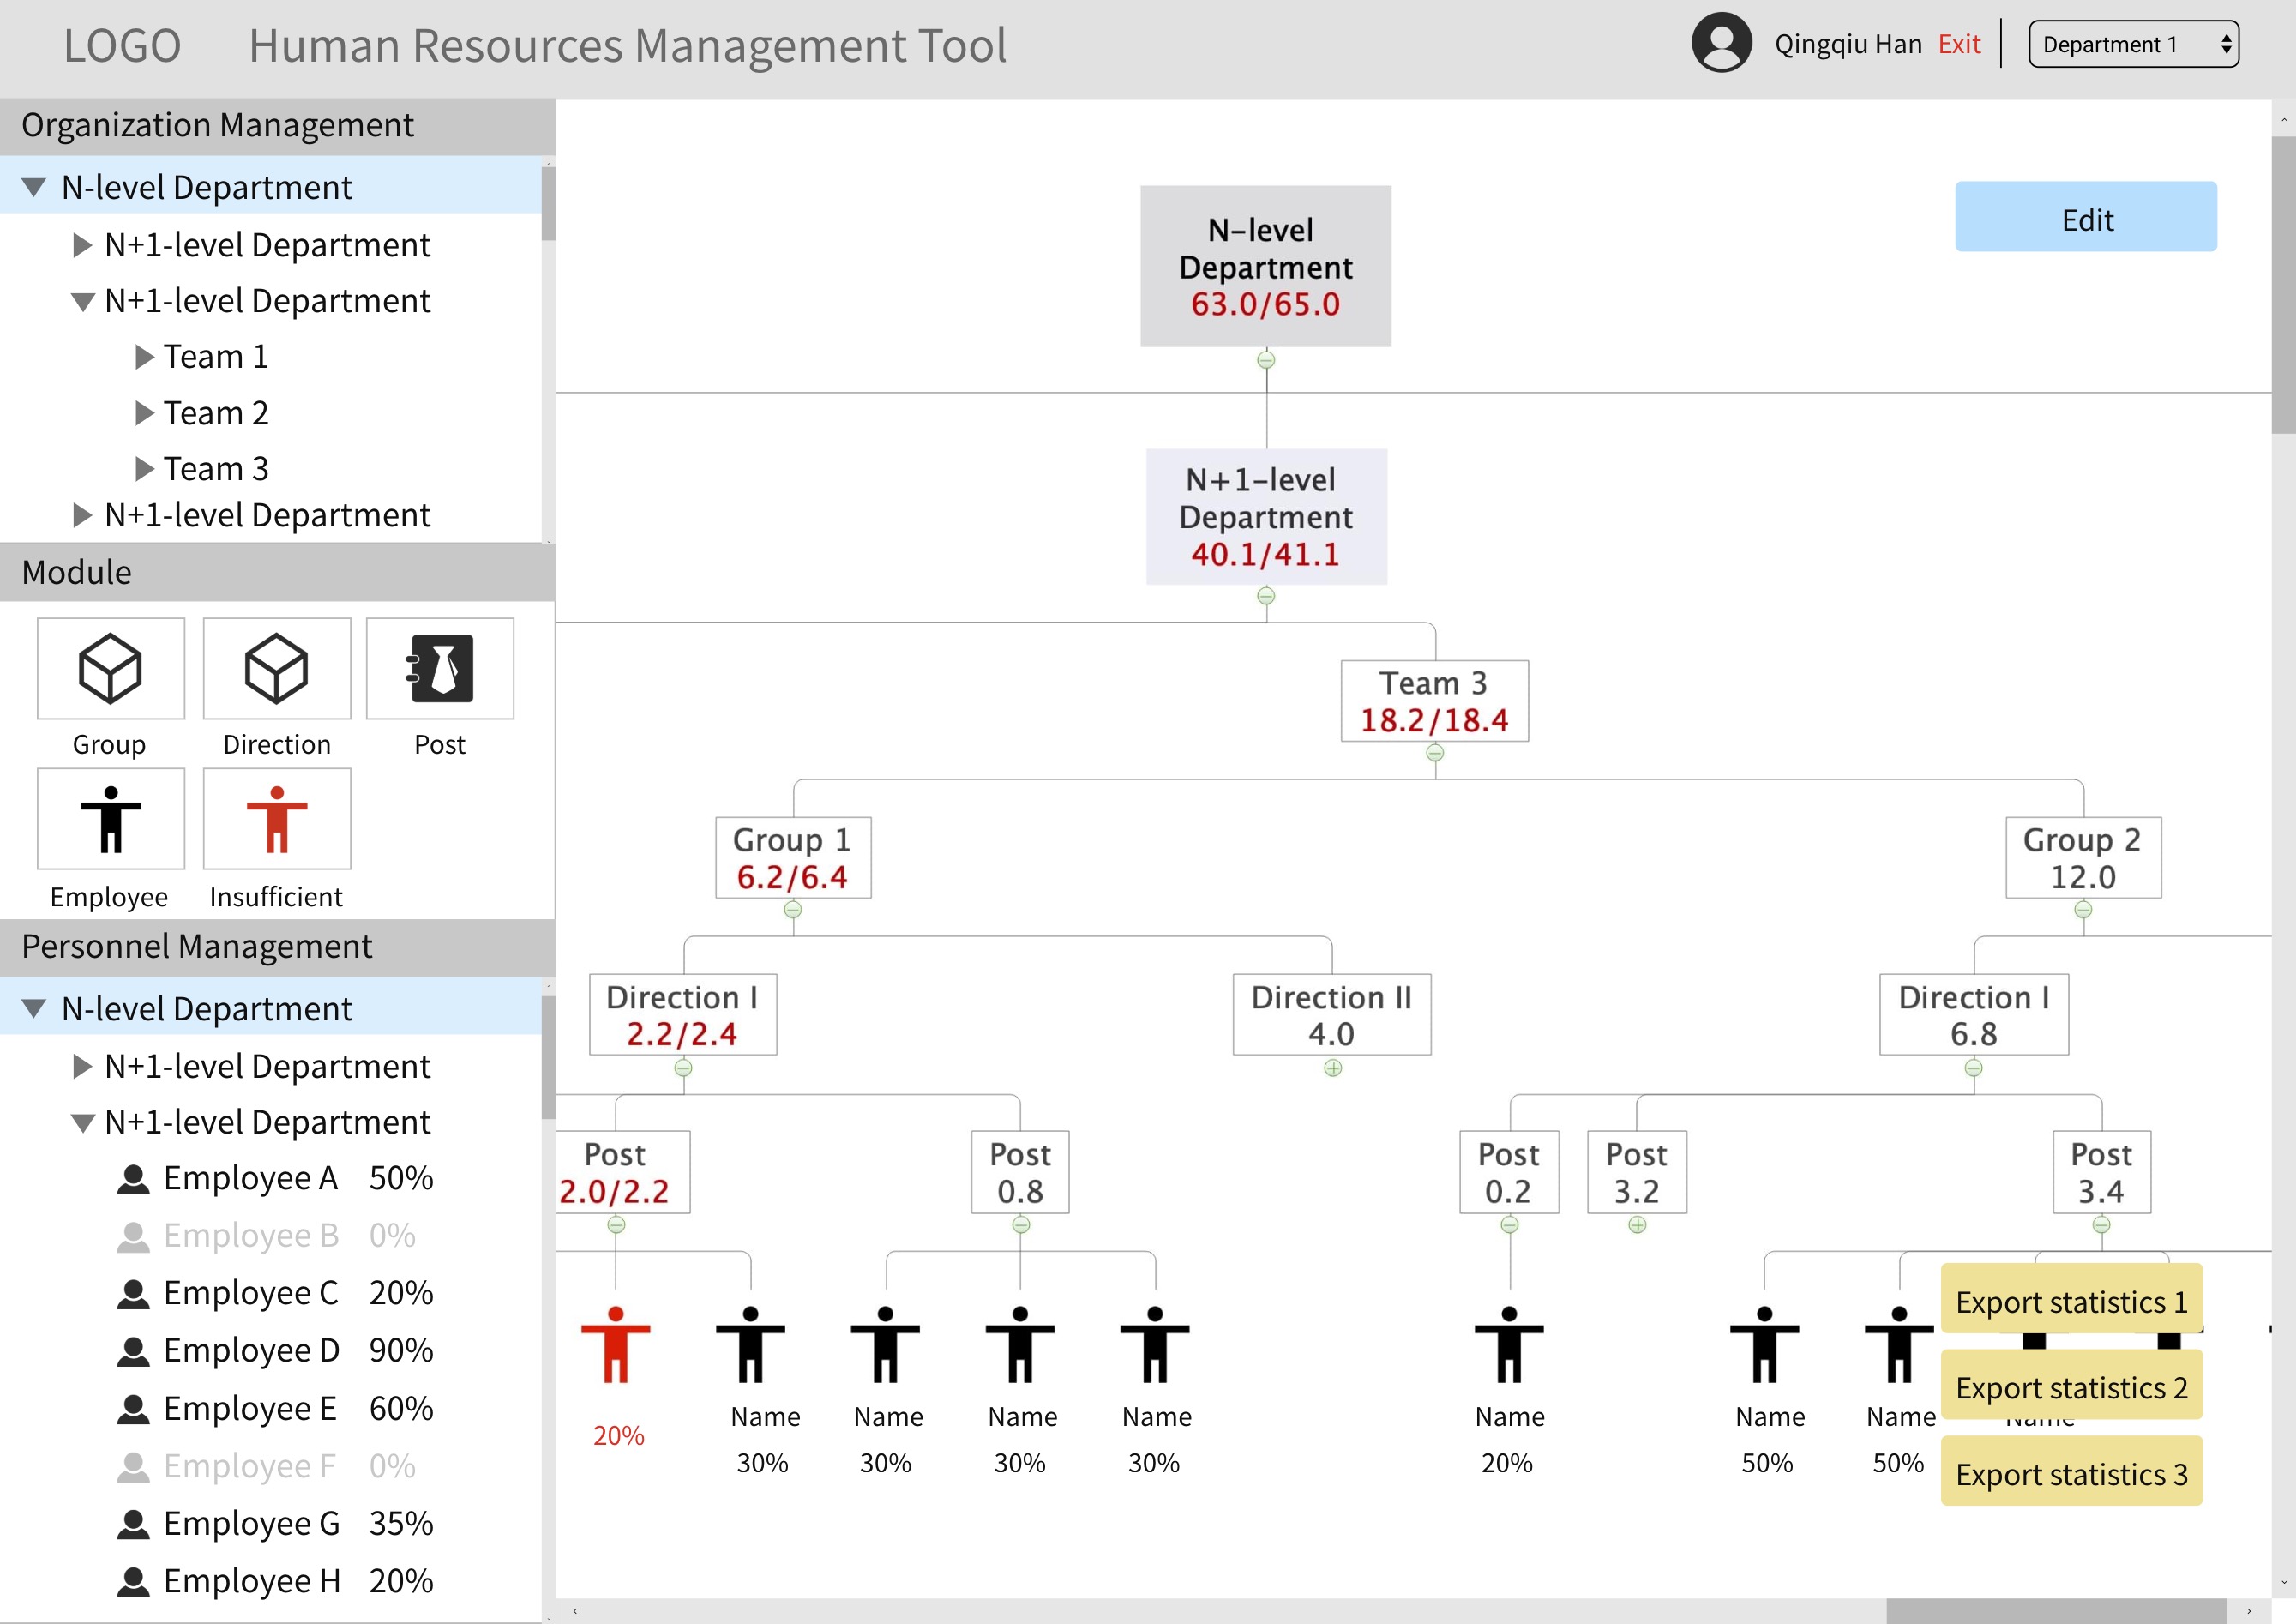 LOGO Human Resources Management Tool Qingqiu Han Exit Department 1
Organization Management
N-level Department
N+1-level Department
N+1-level Department
Team 1
Team 2
Team 3
N+1-level Department
Module
Group Direction Post
Employee Insufficient
Personnel Management
N-level Department
N+1-level Department
N+1-level Department
Employee A 50%
Employee B 0%
Employee C 20%
Employee D 90%
Employee E 60%
Employee F 0%
Employee G 35%
Employee H 20%
Edit
N-level
Department
63.0/65.0
N+1-level
Department
40.1/41.1
Team 3
18.2/18.4
Group 1
6.2/6.4
Group 2
12.0
Direction I
2.2/2.4
Direction II
4.0
Direction I
6.8
Post
2.0/2.2
Post
0.8
Post
0.2
Post
3.2
Post
3.4
20%
Name
30%
Name
30%
Name
30%
Name
30%
Name
20%
Name
50%
Name
50%
Export statistics 1
Export statistics 2
Name
Export statistics 3